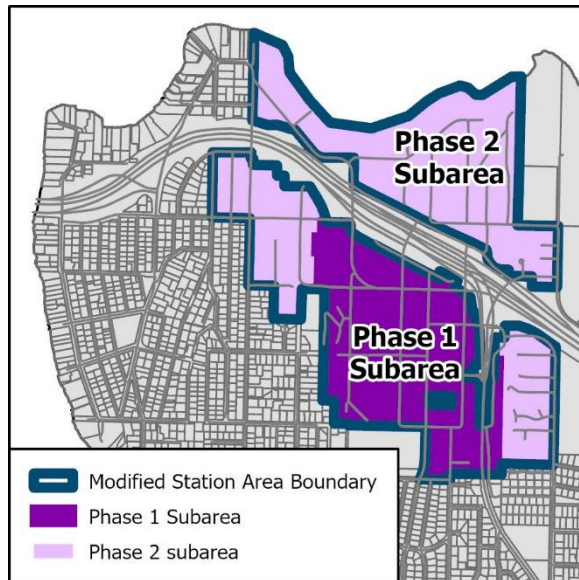 Phase 2
Subarea
Phase 1
Subarea
Modified Station Area Boundary
Phase 1 Subarea
Phase 2 subarea